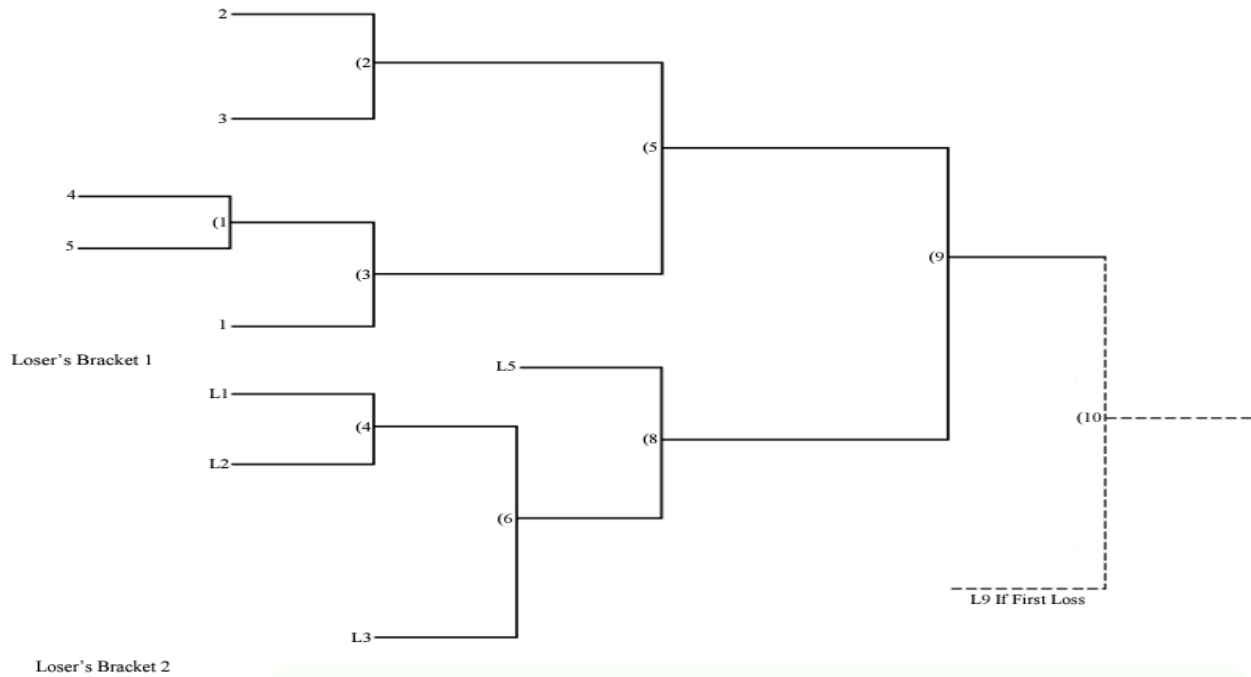 2
(2
3
(5
4
(1
5
(9
(3
1
Loser's Bracket 1
L5
L1
(4
(10
(8
L2
(6
L9 If First Loss
L3
Loser's Bracket 2